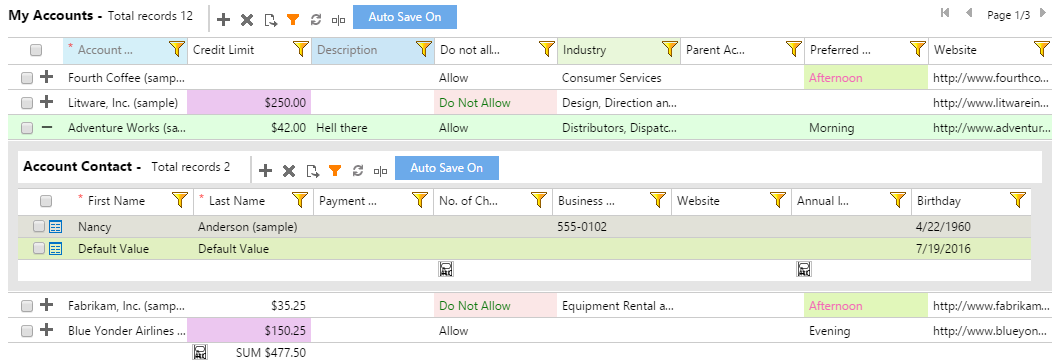 My Accounts - Total records 12 Auto Save On Page 1/3
* Account ... Credit Limit Description Do not all... Industry Parent Ac... Preferred ... Website
Fourth Coffee (samp... Allow Consumer Services Afternoon http://www.fourthco...
Litware, Inc. (sample) $250.00 Do Not Allow Design, Direction an... http://www.litwarein...
Adventure Works (sa... $42.00 Hell there Allow Distributors, Dispatc... Morning http://www.adventur...
Account Contact - Total records 2 Auto Save On
* First Name * Last Name Payment ... No. of Ch... Business ... Website Annual I... Birthday
Nancy Anderson (sample) 555-0102 4/22/1960
Default Value Default Value 7/19/2016
Fabrikam, Inc. (samp... $35.25 Do Not Allow Equipment Rental a... Afternoon http://www.fabrikam...
Blue Yonder Airlines ... $150.25 Allow Evening http://www.blueyon...
SUM $477.50